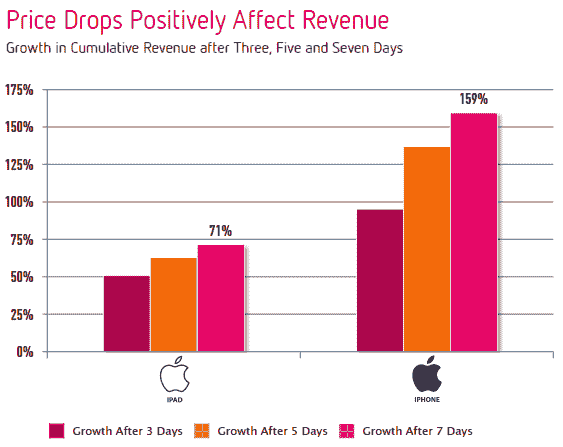 Price Drops Positively Affect Revenue
Growth in Cumulative Revenue after Three, Five and Seven Days
175%
150%
125%
100%
75%
50%
25%
0%
71%
159%
IPAD
IPHONE
Growth After 3 Days
Growth After 5 Days
Growth After 7 Days